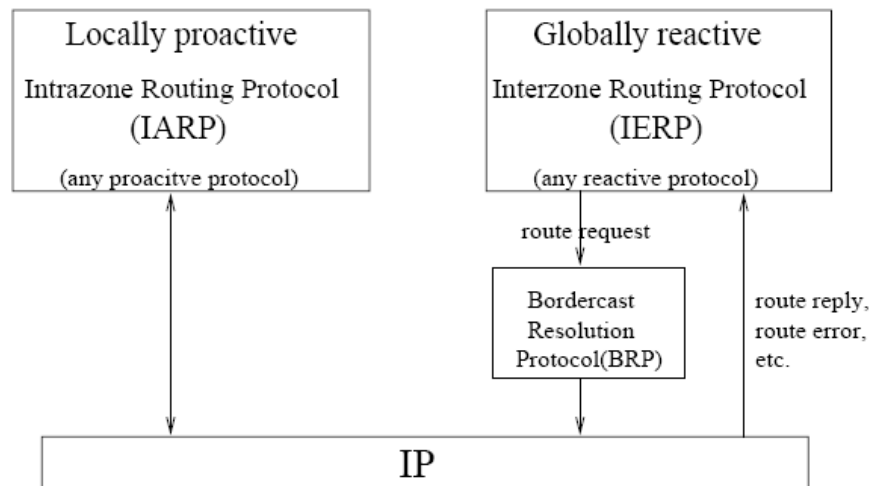 Locally proactive
Intrazone Routing Protocol
(IARP)
(any proacitve protocol)
Globally reactive
Interzone Routing Protocol
(IERP)
(any reactive protocol)
route request
Bordercast
Resolution
Protocol(BRP)
route reply,
route error,
etc.
IP